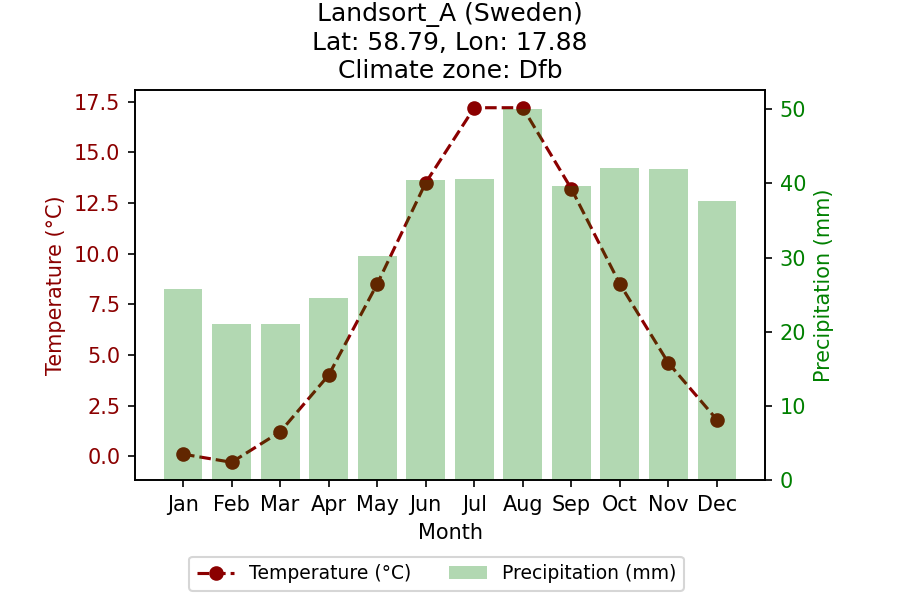 Landsort_A (Sweden)
Lat: 58.79, Lon: 17.88
Climate zone: Dfb
17.5
15.0
12.5
10.0
7.5
5.0
2.5
0.0
Temperature (°C)
50
40
30
20
10
0
Precipitation (mm)
Jan Feb Mar Apr May Jun Jul Aug Sep Oct Nov Dec
Month
Temperature (°C) Precipitation (mm)